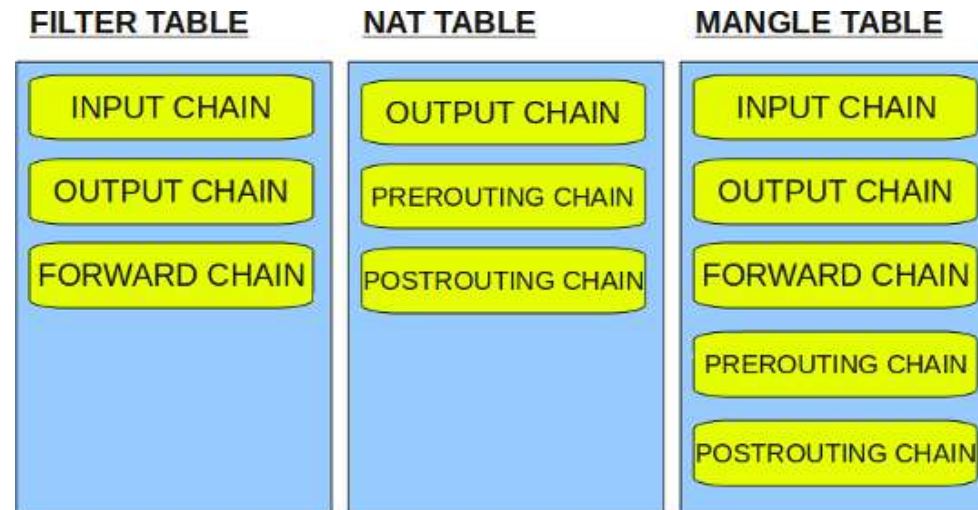 FILTER TABLE
INPUT CHAIN
OUTPUT CHAIN
FORWARD CHAIN
NAT TABLE
OUTPUT CHAIN
PREROUTING CHAIN
POSTROUTING CHAIN
MANGLE TABLE
INPUT CHAIN
OUTPUT CHAIN
FORWARD CHAIN
PREROUTING CHAIN
POSTROUTING CHAIN